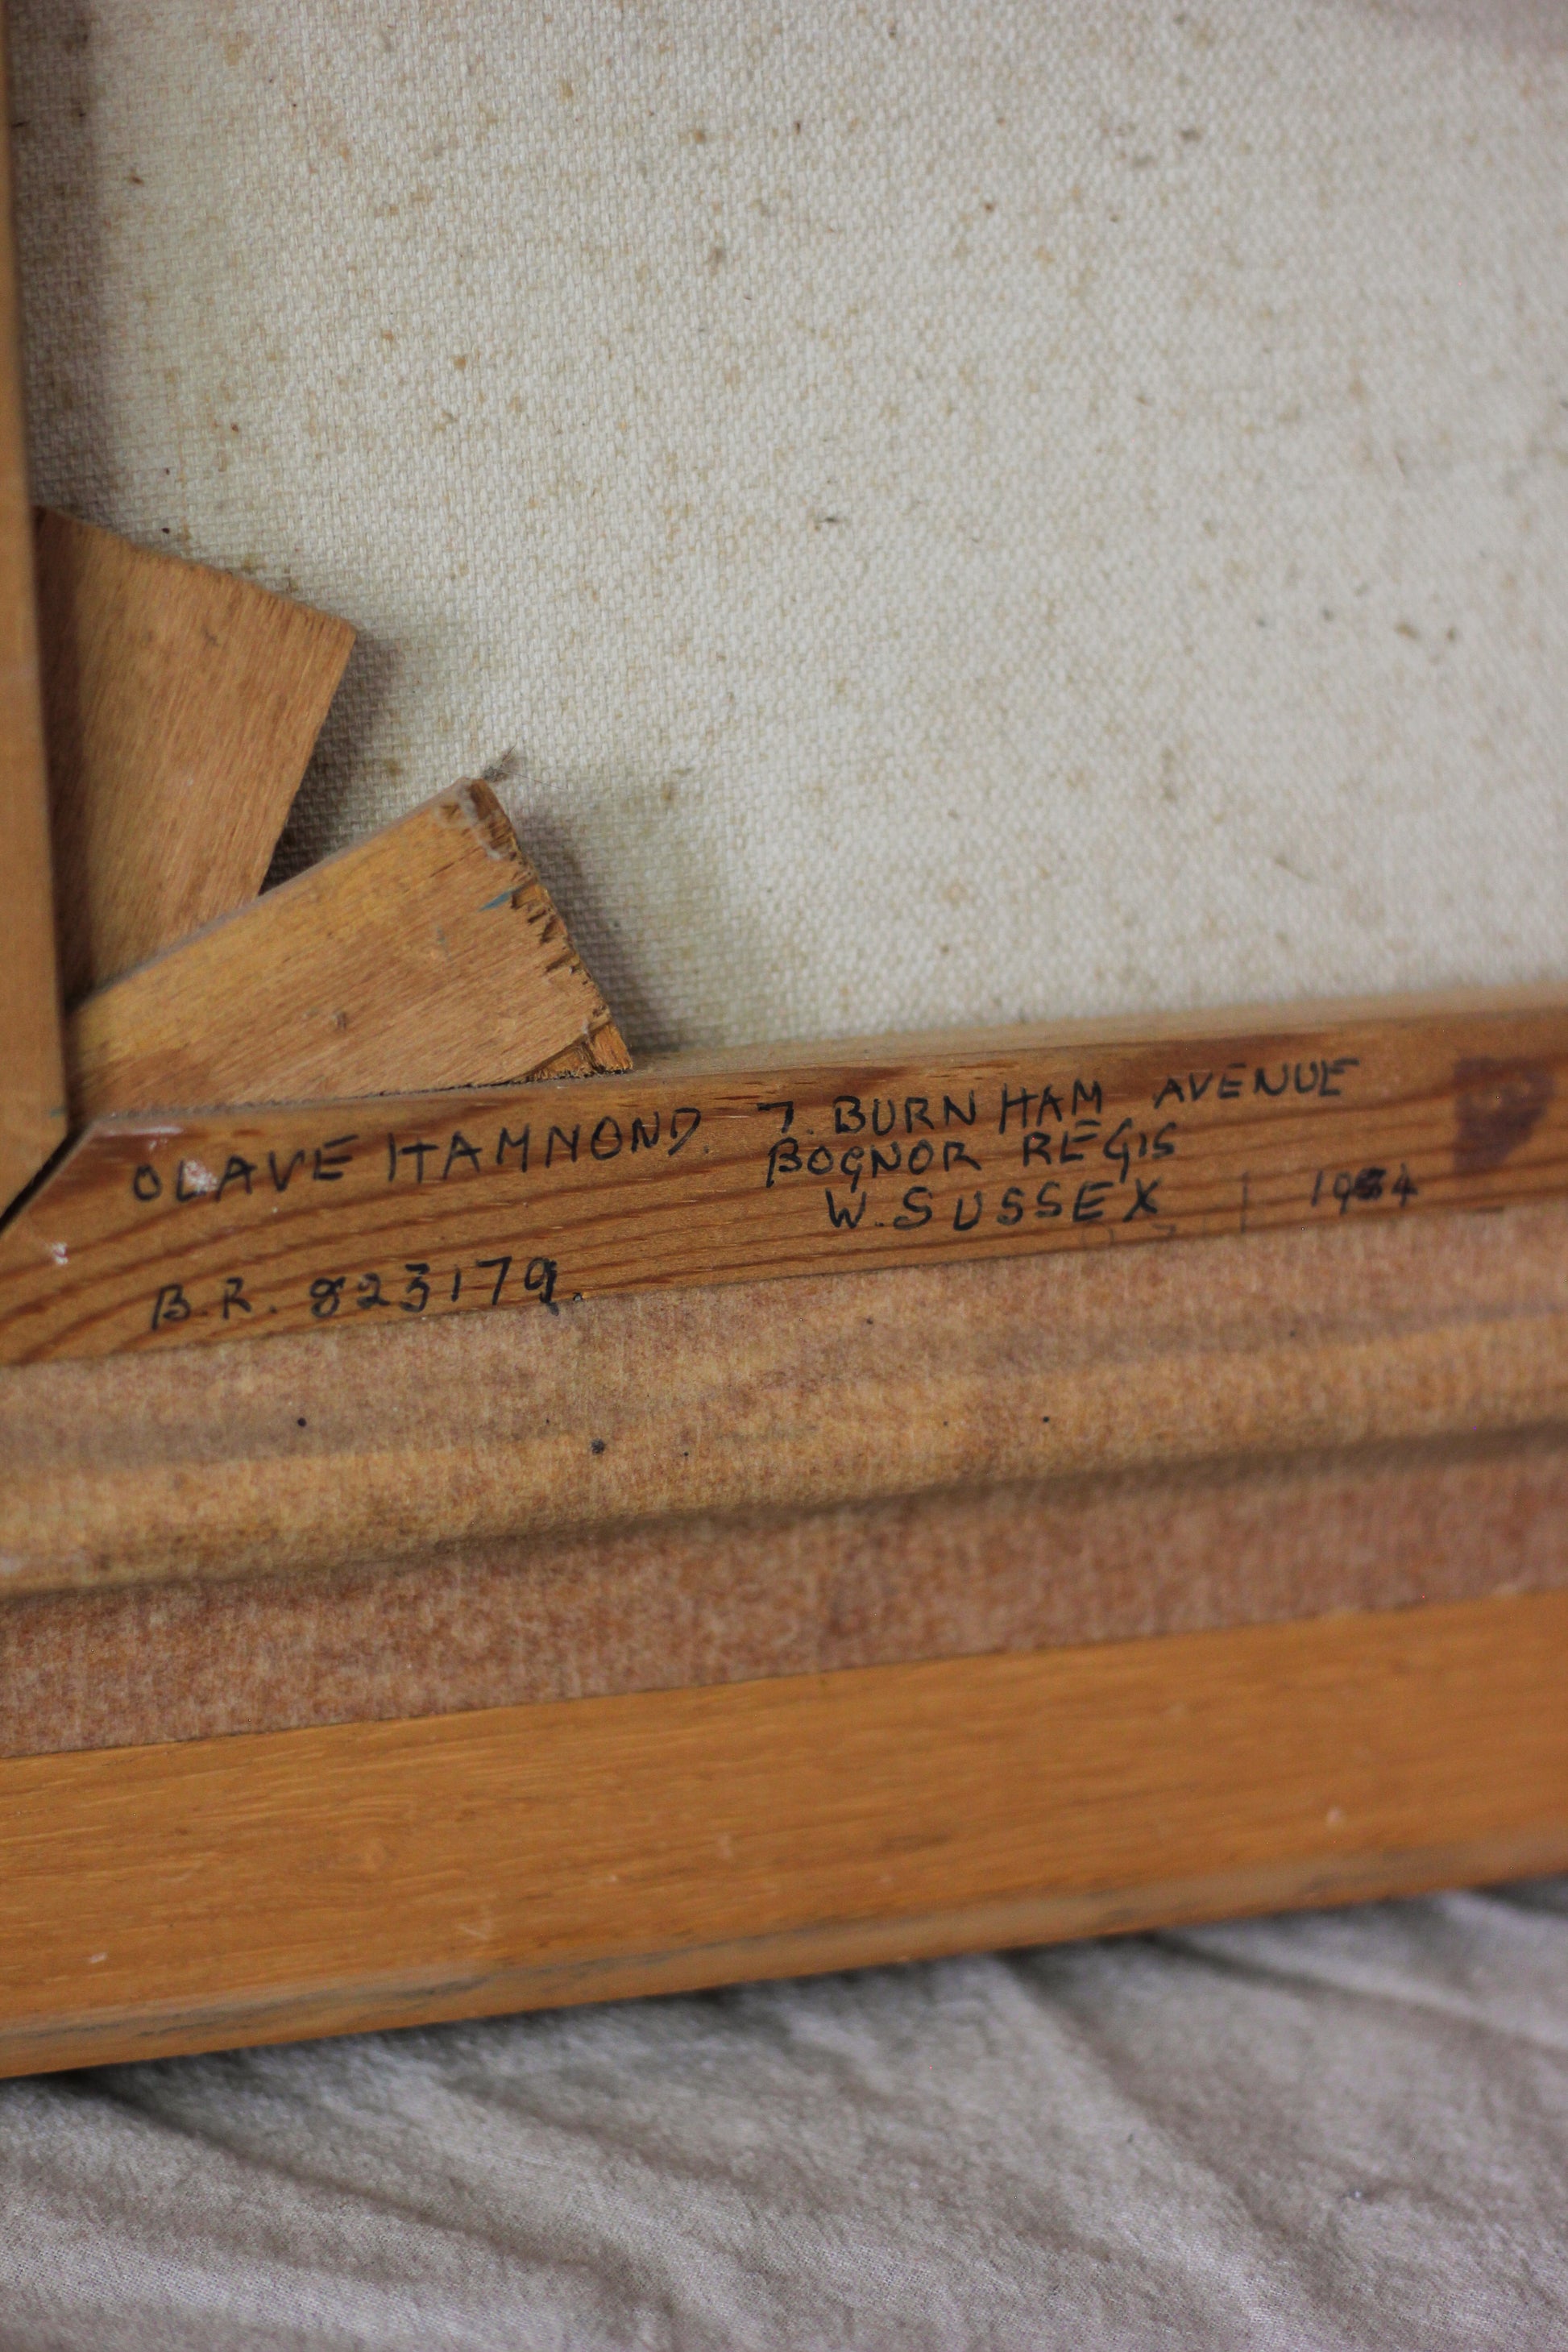 OLAVE HAMMOND. 7. BURNHAM AVENUE
BOGNOR REGIS
W. SUSSEX
B.R. 823179.